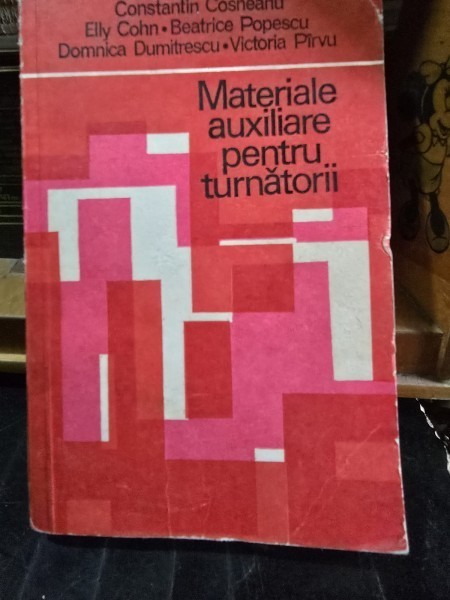 Constantin Cosneanu
Elly Cohn • Beatrice Popescu
Domnica Dumitrescu • Victoria Pîrvu
Materiale
auxiliare
pentru
turnătorii